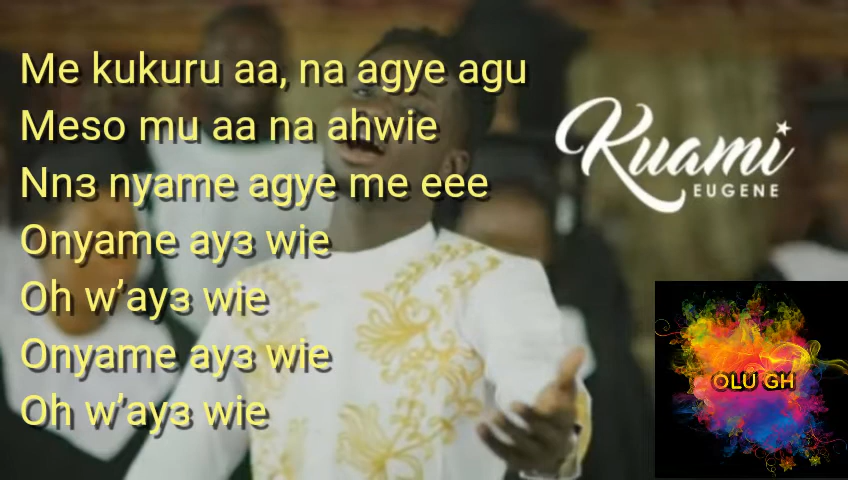 Me kukuru aa, na agye agu
Meso mu aa na ahwie
Nnɜ nyame agye me eee
Onyame ayɜ wie
Oh w’ayɜ wie
Onyame ayɜ wie
Oh w’ayɜ wie
Kuami
EUGENE
OLU GH